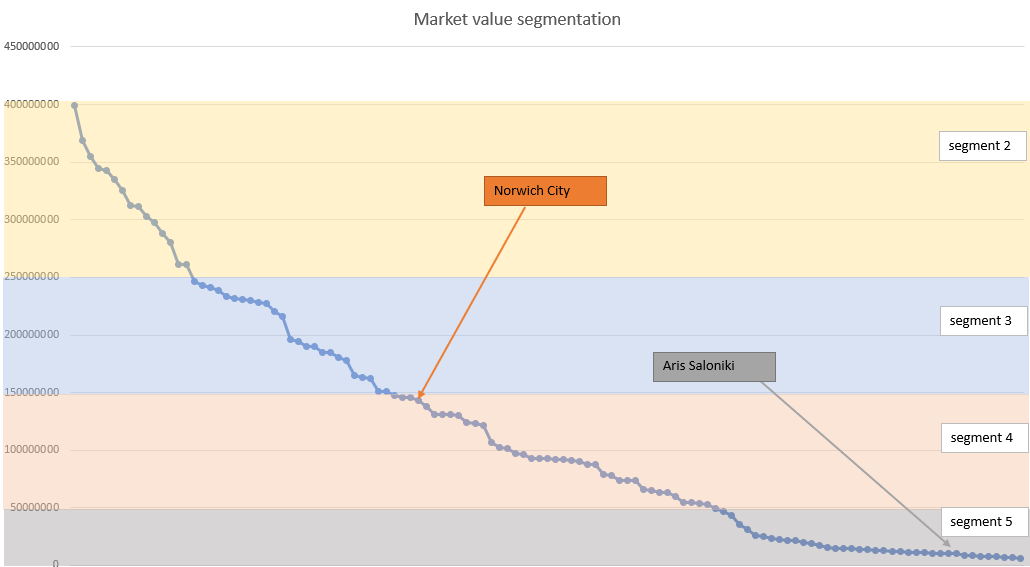 Market value segmentation
450000000
400000000
segment 2
350000000
Norwich City
300000000
250000000
segment 3
200000000
Aris Saloniki
150000000
segment 4
100000000
50000000
segment 5
0